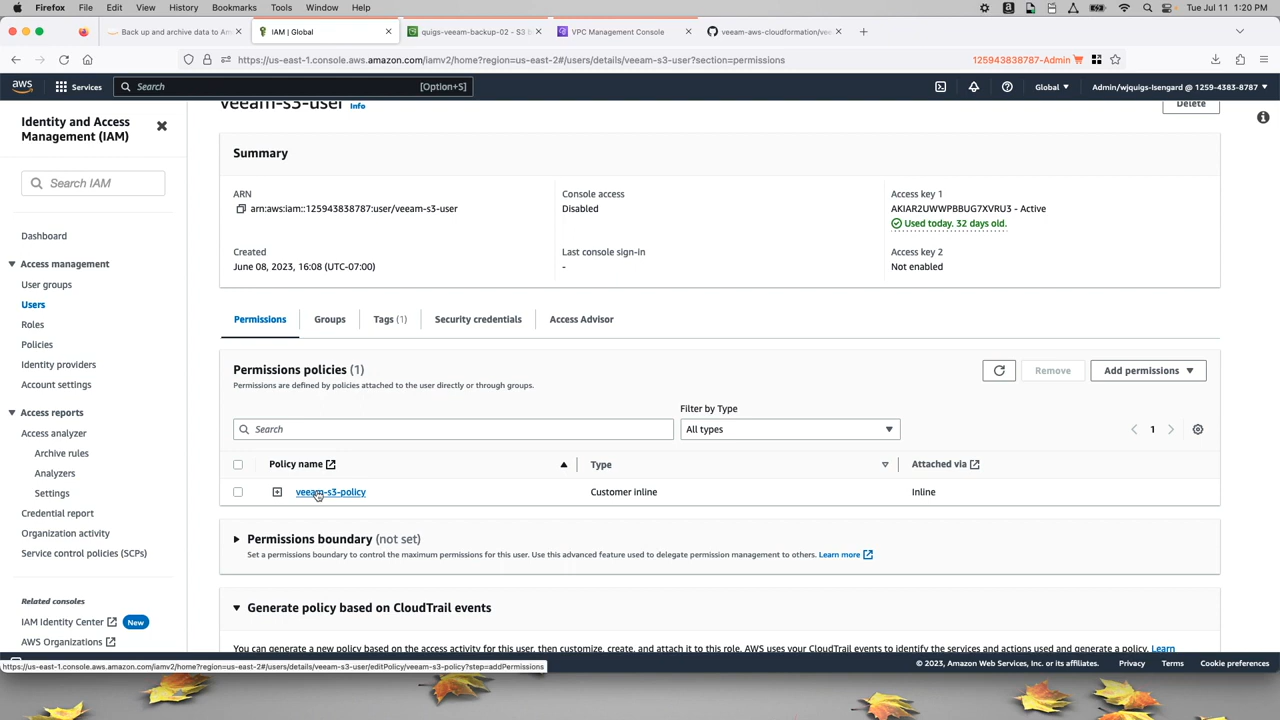 Firefox File Edit View History Bookmarks Tools Window Help Tue Jul 11 1:20 PM
Back up and archive data to Am
IAM | Global
quigs-veeam-backup-02 - S3 b
VPC Management Console
veeam-aws-cloudformation/vee
https://us-east-1.console.aws.amazon.com/iamv2/home?region=us-east-2#/users/details/veeam-s3-user?section=permissions
125943838787-Admin
aws Services Search [Option+S] Global Admin/wjquigs-Isengard @ 1259-4383-8787
Identity and Access Management (IAM)
Search IAM
Dashboard
Access management
User groups
Users
Roles
Policies
Identity providers
Account settings
Access reports
Access analyzer
Archive rules
Analyzers
Settings
Credential report
Organization activity
Service control policies (SCPs)
Related consoles
IAM Identity Center New
AWS Organizations
veeam-s3-user Info
Delete
Summary
ARN
arn:aws:iam::125943838787:user/veeam-s3-user
Console access
Disabled
Access key 1
AKIAR2UWWPBBUG7XVRU3 - Active
Used today. 32 days old.
Created
June 08, 2023, 16:08 (UTC-07:00)
Last console sign-in
-
Access key 2
Not enabled
Permissions Groups Tags (1) Security credentials Access Advisor
Permissions policies (1)
Permissions are defined by policies attached to the user directly or through groups.
Remove
Add permissions
Filter by Type
Search
All types
1
Policy name Type Attached via
veeam-s3-policy Customer inline Inline
Permissions boundary (not set)
Set a permissions boundary to control the maximum permissions for this user. Use this advanced feature used to delegate permission management to others. Learn more
Generate policy based on CloudTrail events
You can generate a new policy based on the access activity for this user, then customize, create, and attach it to this role. AWS uses your CloudTrail events to identify the services and actions used and generate a policy. Learn
https://us-east-1.console.aws.amazon.com/iamv2/home?region=us-east-2#/users/details/veeam-s3-user/editPolicy/veeam-s3-policy?step=addPermissions
© 2023, Amazon Web Services, Inc. or its affiliates. Privacy Terms Cookie preferences